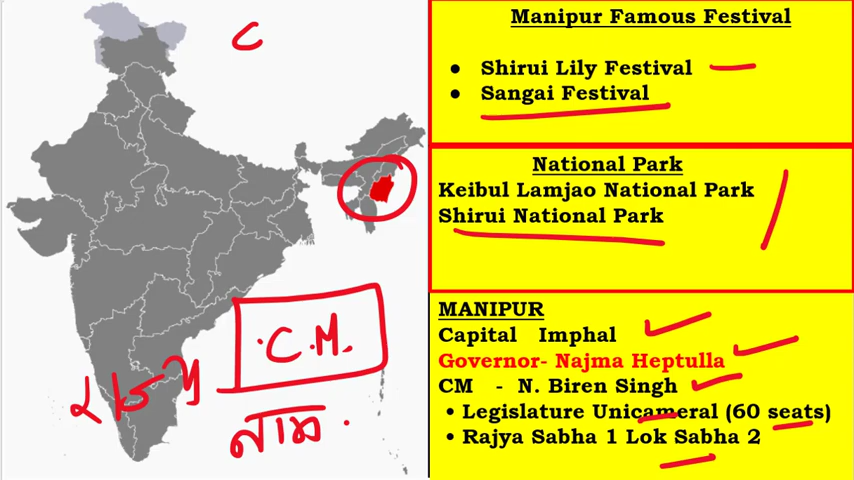 C
Manipur Famous Festival
● Shirui Lily Festival
● Sangai Festival
National Park
Keibul Lamjao National Park
Shirui National Park
MANIPUR
Capital Imphal
Governor- Najma Heptulla
CM - N. Biren Singh
• Legislature Unicameral (60 seats)
• Rajya Sabha 1 Lok Sabha 2
.C.M.
নাম.